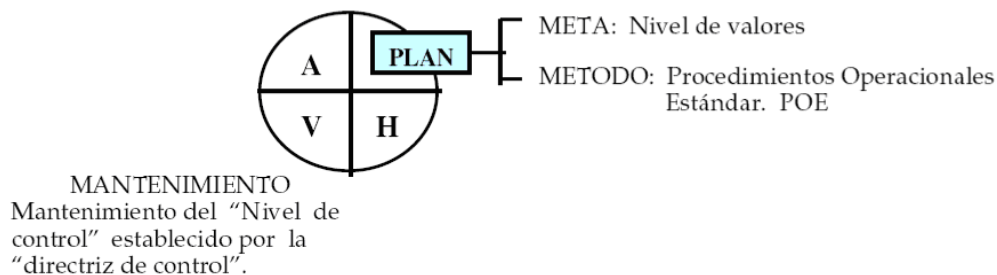 META: Nivel de valores
PLAN
A
METODO: Procedimientos Operacionales
Estándar. POE
V
H
MANTENIMIENTO
Mantenimiento del “Nivel de
control” establecido por la
“directriz de control”.